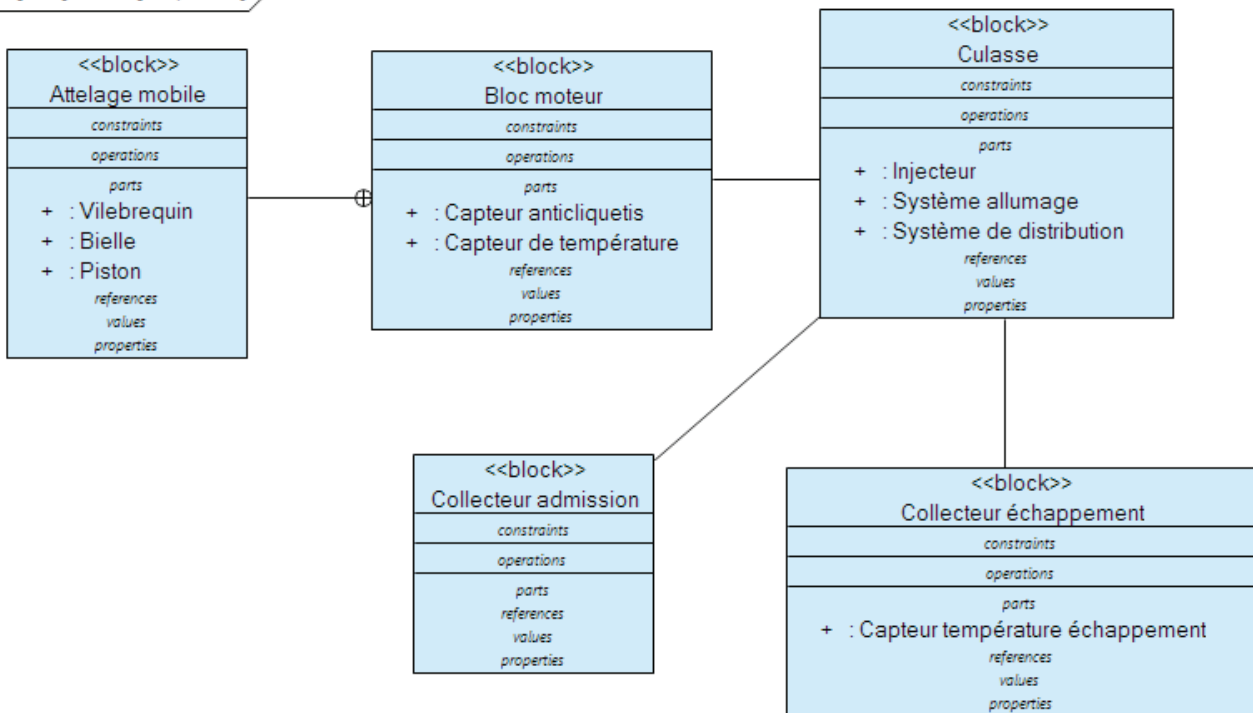 <<block>>
Attelage mobile
constraints
operations
parts
+ : Vilebrequin
+ : Bielle
+ : Piston
references
values
properties
<<block>>
Bloc moteur
constraints
operations
parts
+ : Capteur anticliquetis
+ : Capteur de température
references
values
properties
<<block>>
Culasse
constraints
operations
parts
+ : Injecteur
+ : Système allumage
+ : Système de distribution
references
values
properties
<<block>>
Collecteur admission
constraints
operations
parts
references
values
properties
<<block>>
Collecteur échappement
constraints
operations
parts
+ : Capteur température échappement
references
values
properties